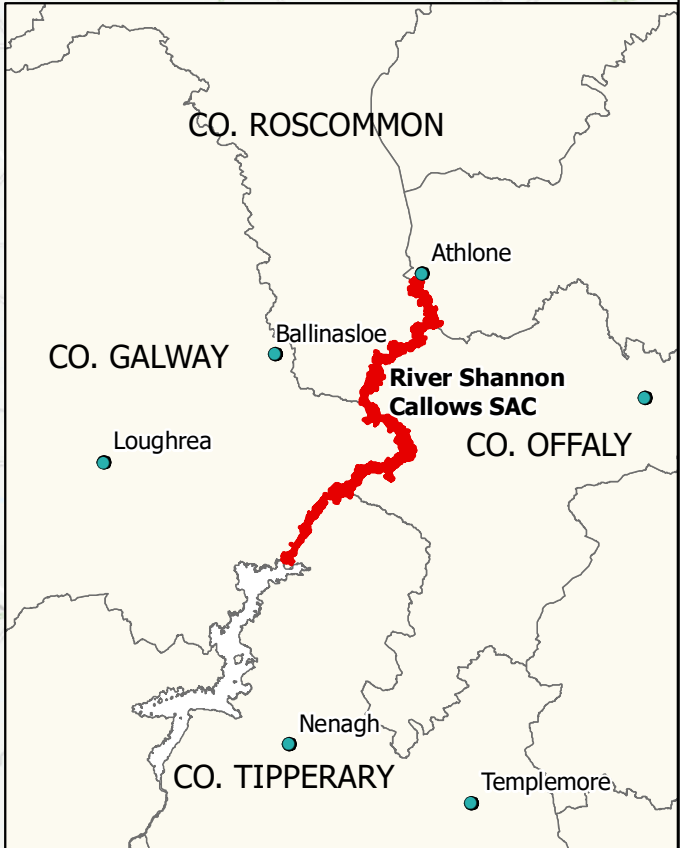 CO. ROSCOMMON
Athlone
Ballinasloe
CO. GALWAY
River Shannon
Callows SAC
Loughrea
CO. OFFALY
Nenagh
CO. TIPPERARY
Templemore